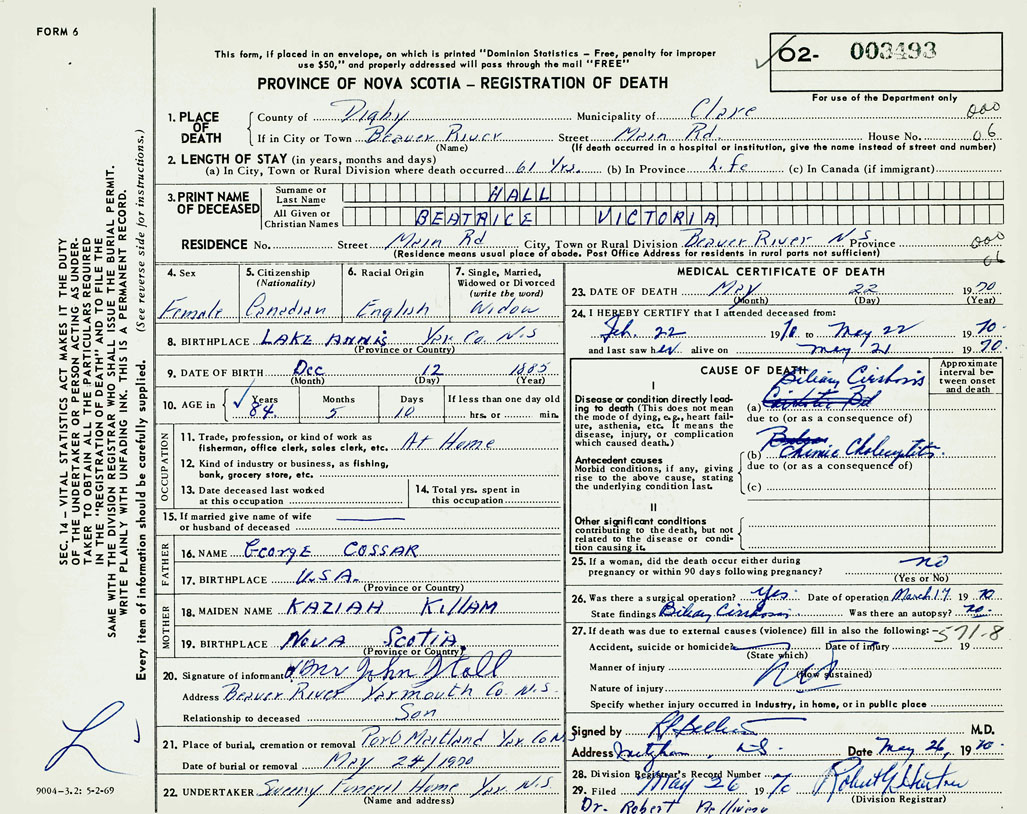 FORM 6
This form, if placed in an envelope, on which is printed "Dominion Statistics – Free, penalty for improper
use $50," and properly addressed will pass through the mail "FREE"
PROVINCE OF NOVA SCOTIA – REGISTRATION OF DEATH
02- 003493
For use of the Department only
1. PLACE OF DEATH
County of Digby Municipality of Clare 000
If in City or Town Beaver River Street Main Rd House No. 06
(Name) (If death occurred in a hospital or institution, give the name instead of street and number)
2. LENGTH OF STAY (in years, months and days)
(a) In City, Town or Rural Division where death occurred 61 Yrs. (b) In Province Life (c) In Canada (if immigrant)
3. PRINT NAME OF DECEASED
Surname or Last Name HALL
All Given or Christian Names BEATRICE VICTORIA
RESIDENCE No. Street Main Rd City, Town or Rural Division Beaver River N.S Province 000
(Residence means usual place of abode. Post Office Address for residents in rural parts not sufficient) 06
4. Sex
Female
5. Citizenship
(Nationality)
Canadian
6. Racial Origin
English
7. Single, Married,
Widowed or Divorced
(write the word)
Widow
8. BIRTHPLACE LAKE ANNIS Yar Co. N.S
(Province or Country)
9. DATE OF BIRTH Dec 12 1885
(Month) (Day) (Year)
10. AGE in Years Months Days If less than one day old
84 5 10 hrs. or min.
OCCUPATION
11. Trade, profession, or kind of work as
fisherman, office clerk, sales clerk, etc. At Home
12. Kind of industry or business, as fishing,
bank, grocery store, etc.
13. Date deceased last worked
at this occupation
14. Total yrs. spent in
this occupation
15. If married give name of wife
or husband of deceased
FATHER
16. NAME George COSSAR
17. BIRTHPLACE U.S.A.
(Province or Country)
MOTHER
18. MAIDEN NAME KAZIAH KILLAM
19. BIRTHPLACE NOVA SCOTIA
(Province or Country)
20. Signature of informant John Hall
Address Beaver River Yarmouth Co. N.S.
Relationship to deceased Son
21. Place of burial, cremation or removal Port Maitland Yar Co N.S
Date of burial or removal May 24/1970
22. UNDERTAKER Sweeny Funeral Home Yar. N.S.
(Name and address)
MEDICAL CERTIFICATE OF DEATH
23. DATE OF DEATH May 22 1970
(Month) (Day) (Year)
24. I HEREBY CERTIFY that I attended deceased from:
Feb. 22 1970 to May 22 1970
and last saw her alive on May 21 1970
CAUSE OF DEATH
Approximate interval between onset and death
I
Disease or condition directly leading to death (This does not mean the mode of dying, e.g., heart failure, asthenia, etc. It means the disease, injury, or complication which caused death.)
Biliary Cirrhosis
(a)
due to (or as a consequence of)
Antecedent causes
Morbid conditions, if any, giving rise to the above cause, stating the underlying condition last.
(b) Chronic Cholecystitis
due to (or as a consequence of)
(c)
II
Other significant conditions
contributing to the death, but not
related to the disease or condition causing it.
25. If a woman, did the death occur either during
pregnancy or within 90 days following pregnancy? no
(Yes or No)
26. Was there a surgical operation? Yes Date of operation March 17 1970
State findings Biliary Cirrhosis Was there an autopsy? no.
27. If death was due to external causes (violence) fill in also the following: 571-8
Accident, suicide or homicide Date of injury 19
(State which)
Manner of injury
(How sustained)
Nature of injury
Specify whether injury occurred in Industry, in home, or in public place
Signed by M.D.
Address N.S. Date May 26, 1970
28. Division Registrar's Record Number
29. Filed May 26 1970
(Division Registrar)
Dr. Robert
SEC. 14 – VITAL STATISTICS ACT MAKES IT THE DUTY
OF THE UNDERTAKER OR PERSON ACTING AS UNDERTAKER TO OBTAIN ALL THE PARTICULARS REQUIRED
IN THE "REGISTRATION OF DEATH" AND TO FILE THE
SAME WITH THE DIVISION REGISTRAR WHO SHALL ISSUE THE BURIAL PERMIT.
WRITE PLAINLY WITH UNFADING INK. THIS IS A PERMANENT RECORD.
Every item of information should be carefully supplied. (See reverse side for instructions.)
9004-3.2: 5-2-69